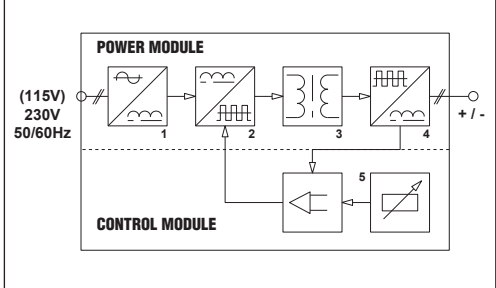 POWER MODULE
(115V)
230V
50/60Hz
1
2
3
4
+ / -
5
CONTROL MODULE